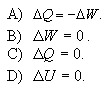 A) ΔQ = −ΔW.
B) ΔW = 0 .
C) ΔQ = 0.
D) ΔU = 0.